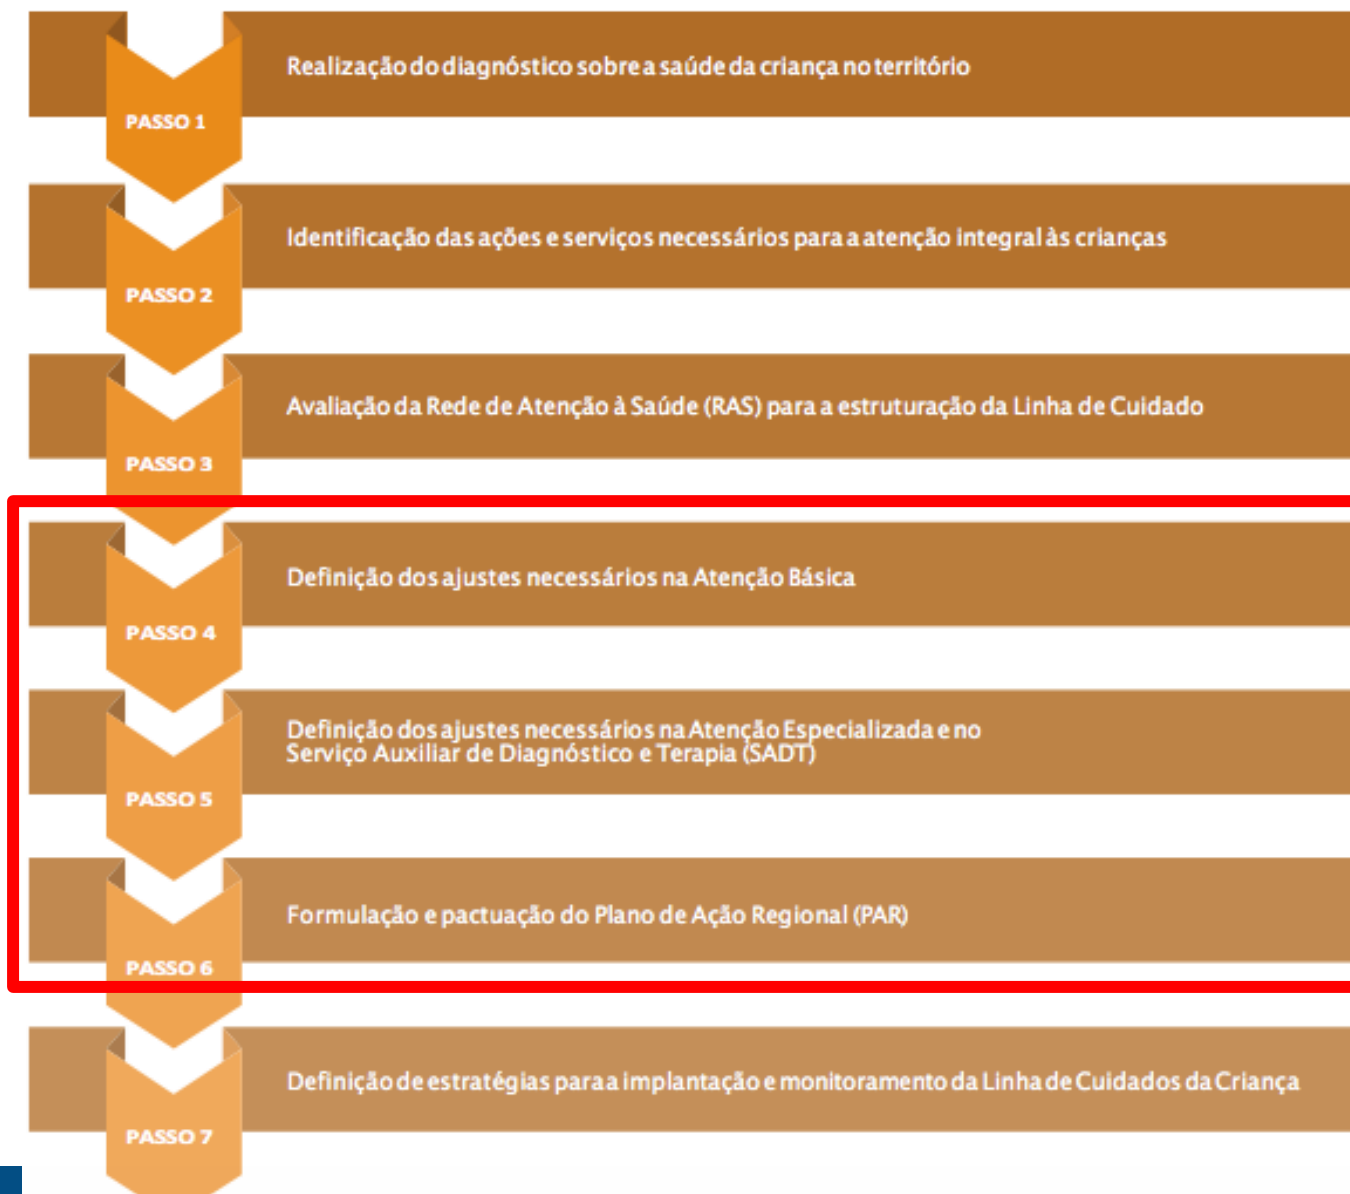 Realização do diagnóstico sobre a saúde da criança no território
PASSO 1
Identificação das ações e serviços necessários para a atenção integral às crianças
PASSO 2
Avaliação da Rede de Atenção à Saúde (RAS) para a estruturação da Linha de Cuidado
PASSO 3
Definição dos ajustes necessários na Atenção Básica
PASSO 4
Definição dos ajustes necessários na Atenção Especializada e no
Serviço Auxiliar de Diagnóstico e Terapia (SADT)
PASSO 5
Formulação e pactuação do Plano de Ação Regional (PAR)
PASSO 6
Definição de estratégias para a implantação e monitoramento da Linha de Cuidados da Criança
PASSO 7